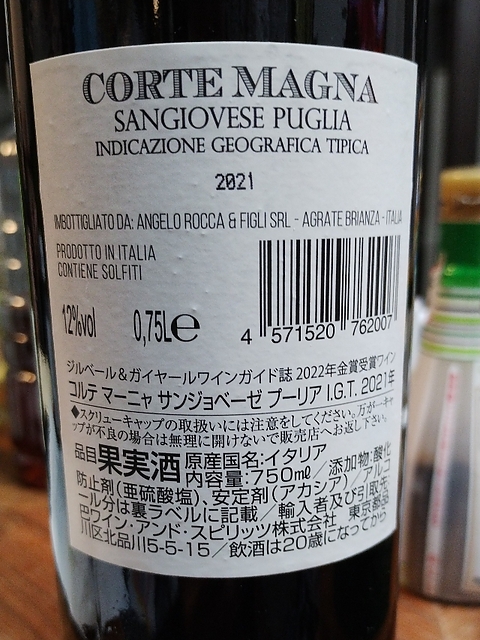 CORTE MAGNA
SANGIOVESE PUGLIA
INDICAZIONE GEOGRAFICA TIPICA
2021
IMBOTTIGLIATO DA: ANGELO ROCCA & FIGLI SRL - AGRATE BRIANZA - ITALIA
PRODOTTO IN ITALIA
CONTIENE SOLFITI
12%vol 0,75Le
4 571520 762007
ジルベール&ガイヤールワインガイド誌 2022年金賞受賞ワイン
コルテ マーニャ サンジョベーゼ プーリア I.G.T. 2021年
◆スクリューキャップの取扱いには注意をしてください。万が一キャ
ップが不良の場合は無理に開けないで販売店へお返し下さい。
品目果実酒 原産国名:イタリア
内容量:750mℓ/添加物:酸化
防止剤(亜硫酸塩)、安定剤(アカシア)/アルコ
ール分は裏ラベルに記載/輸入者及び引取先
巴ワイン・アンド・スピリッツ株式会社 東京都品
川区北品川5-5-15/飲酒は20歳になってから